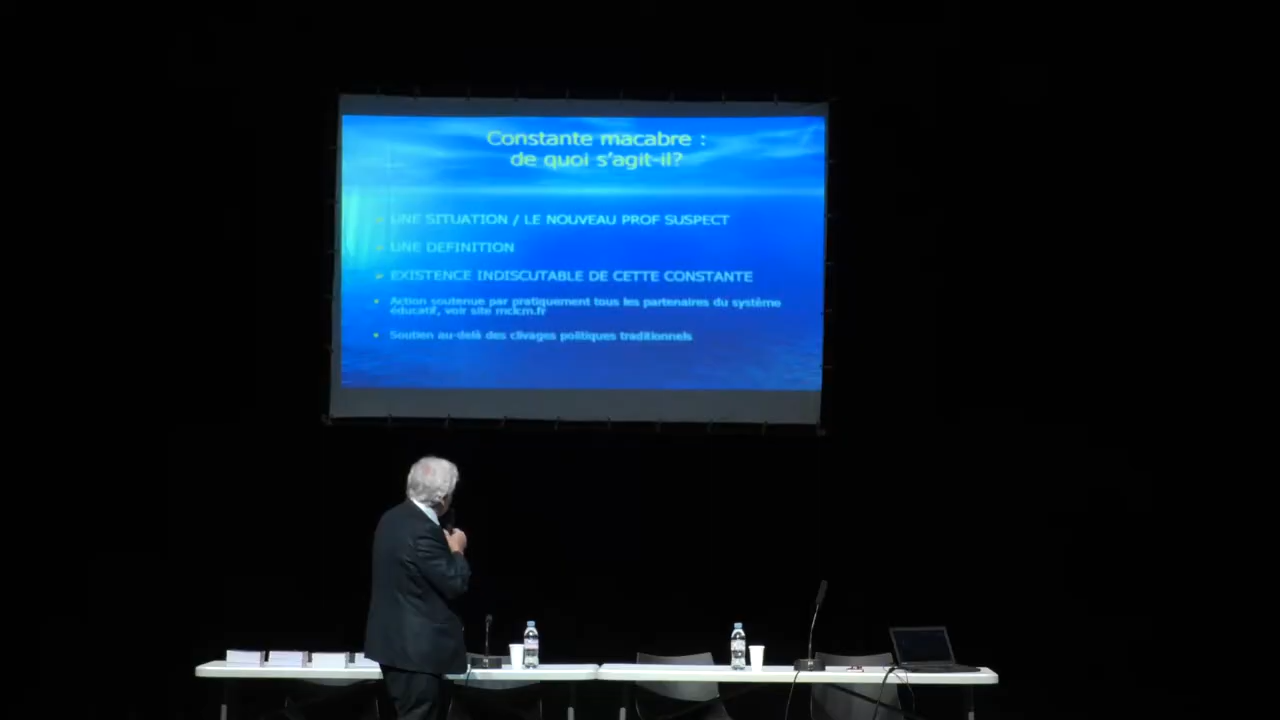 Constante macabre :
de quoi s'agit-il?
UNE SITUATION / LE NOUVEAU PROF SUSPECT
UNE DEFINITION
EXISTENCE INDISCUTABLE DE CETTE CONSTANTE
Action soutenue par pratiquement tous les partenaires du système
éducatif, voir site mclcm.fr
Soutien au-delà des clivages politiques traditionnels